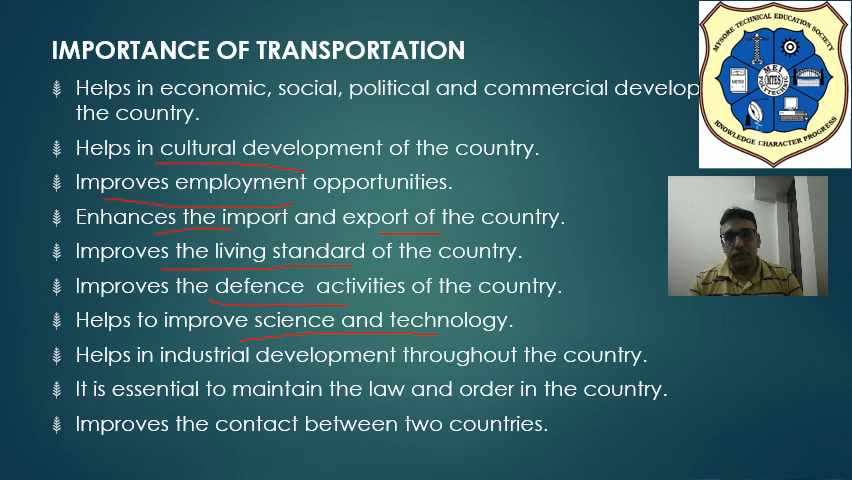 IMPORTANCE OF TRANSPORTATION
Helps in economic, social, political and commercial develop
the country.
Helps in cultural development of the country.
Improves employment opportunities.
Enhances the import and export of the country.
Improves the living standard of the country.
Improves the defence activities of the country.
Helps to improve science and technology.
Helps in industrial development throughout the country.
It is essential to maintain the law and order in the country.
Improves the contact between two countries.
MYSORE TECHNICAL EDUCATION SOCIETY
MEI
POLYTECHNIC
MTES
KNOWLEDGE CHARACTER PROGRESS